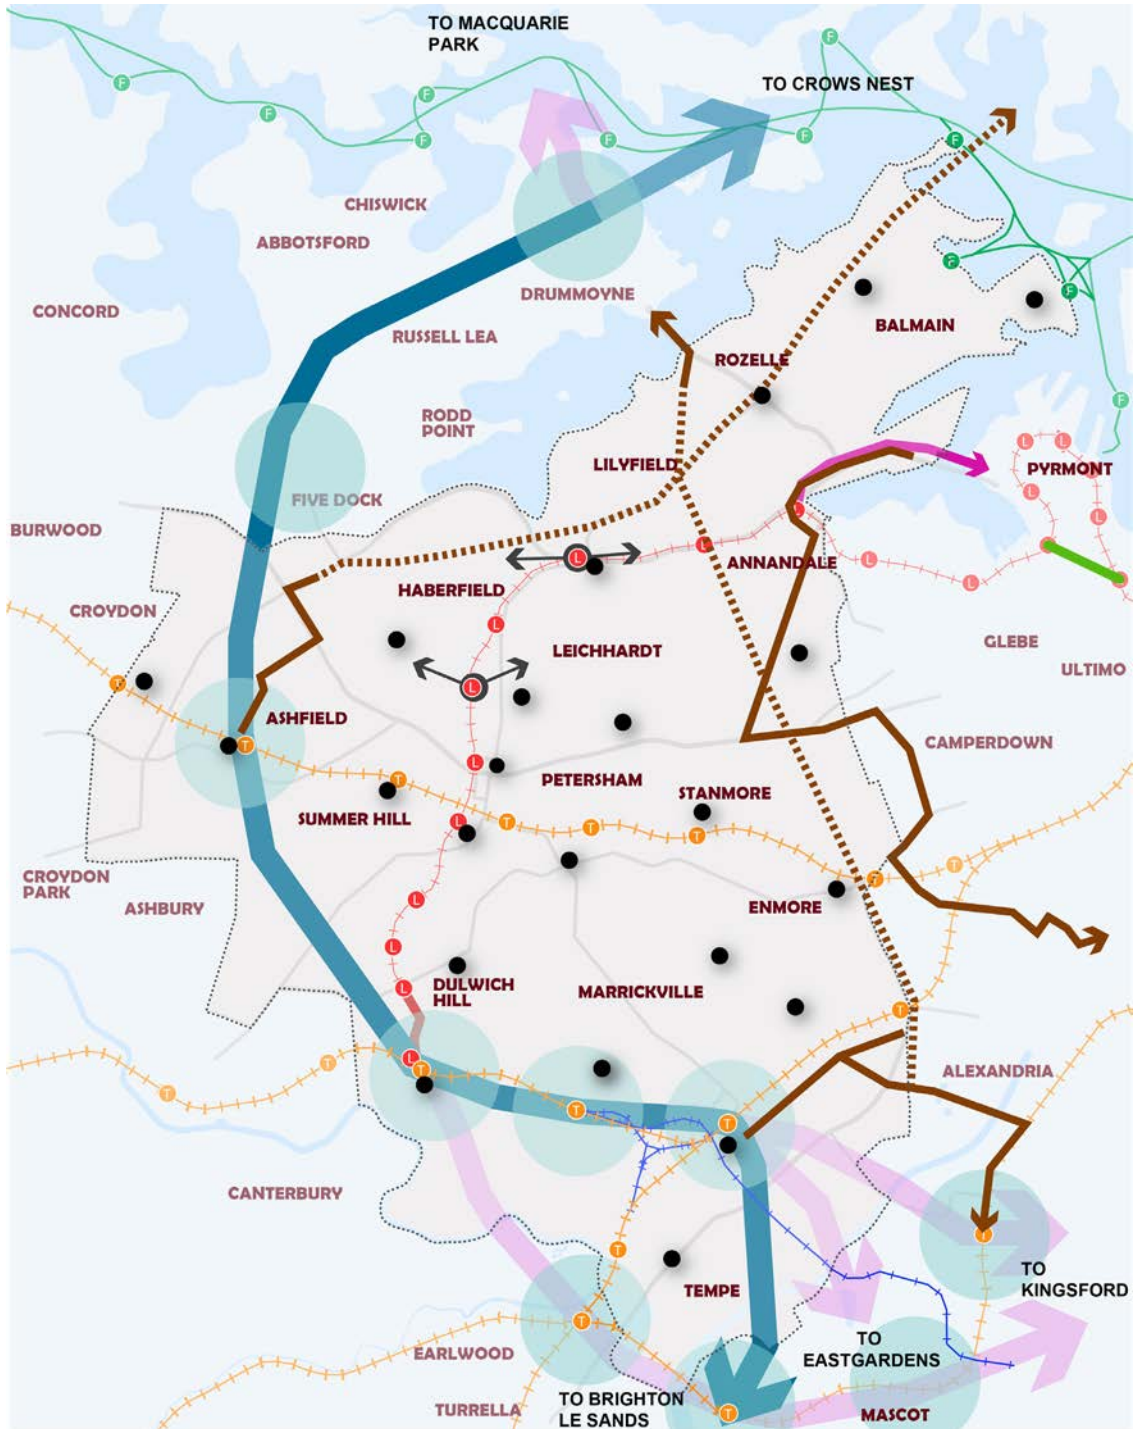 TO MACQUARIE
PARK
F
F
F
F
TO CROWS NEST
F
F
F
F
CHISWICK
ABBOTSFORD
F
F
DRUMMOYNE
CONCORD
BALMAIN
RUSSELL LEA
ROZELLE
F
RODD
POINT
LILYFIELD
L
L
PYRMONT
L
FIVE DOCK
L
L
BURWOOD
L
L
L
ANNANDALE
L
L
L
HABERFIELD
CROYDON
L
LEICHHARDT
GLEBE
ULTIMO
T
L
ASHFIELD
T
CAMPERDOWN
L
T
PETERSHAM
STANMORE
SUMMER HILL
L
T
T
T
CROYDON
PARK
T
T
ASHBURY
L
ENMORE
L
DULWICH
HILL
L
MARRICKVILLE
T
L
T
T
T
ALEXANDRIA
T
T
CANTERBURY
T
T
TO
KINGSFORD
TEMPE
T
TO
EASTGARDENS
EARLWOOD
TO BRIGHTON
LE SANDS
TURRELLA
T
MASCOT